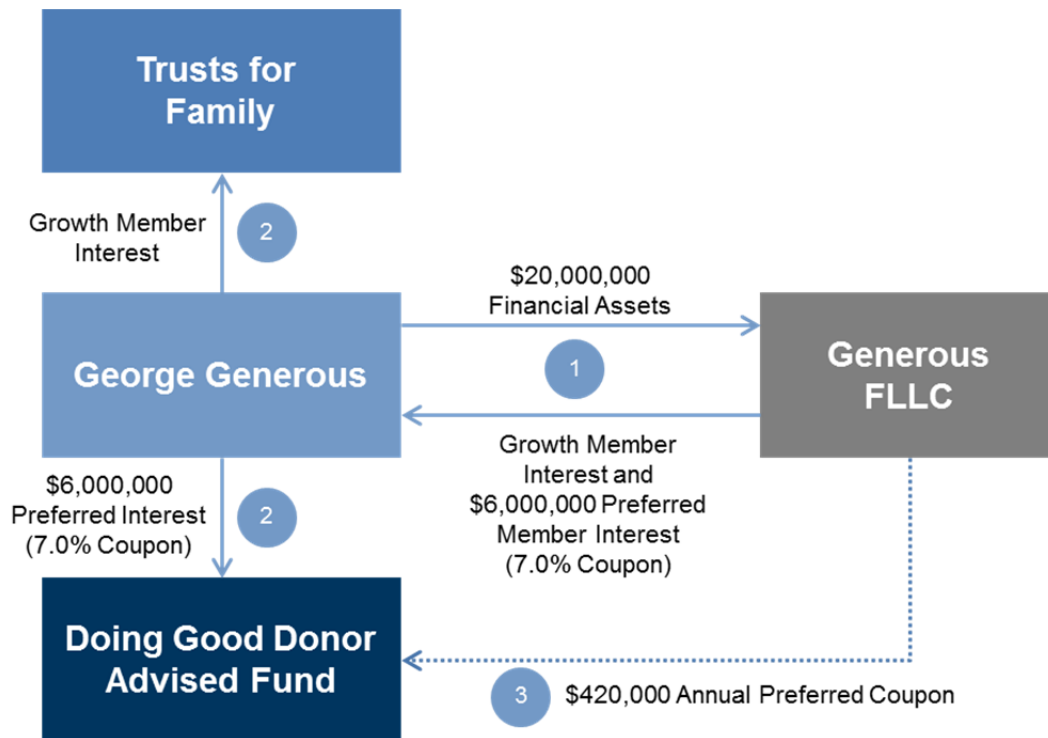 Trusts for
Family
Growth Member
Interest
2
$20,000,000
Financial Assets
George Generous
1
Generous
FLLC
Growth Member
Interest and
$6,000,000 Preferred
Member Interest
(7.0% Coupon)
$6,000,000
Preferred Interest
(7.0% Coupon)
2
Doing Good Donor
Advised Fund
3
$420,000 Annual Preferred Coupon